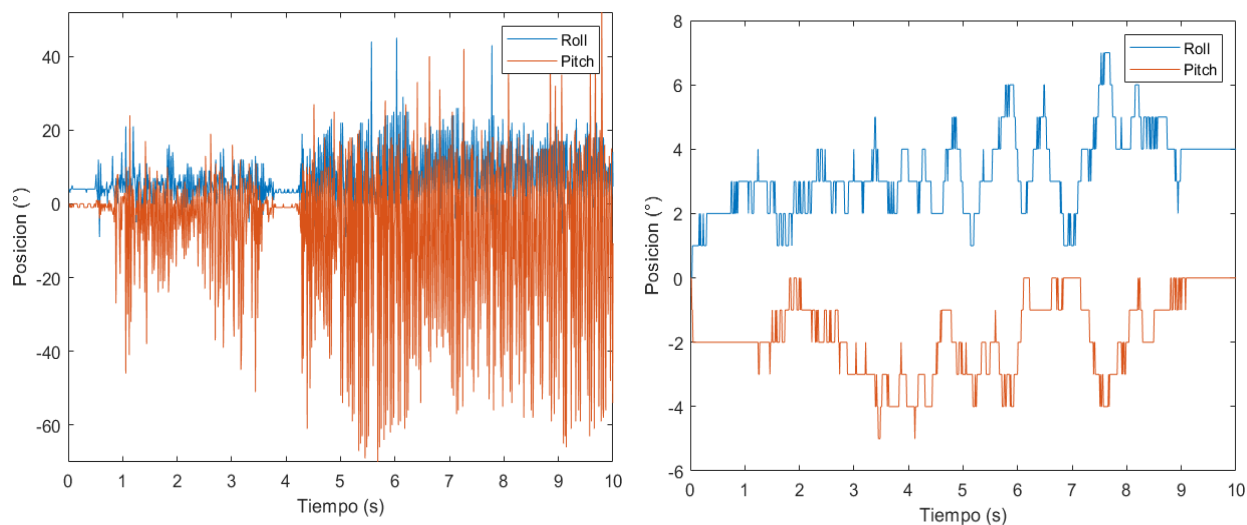 Roll
Pitch
40
20
0
-20
-40
-60
Posicion (°)
0 1 2 3 4 5 6 7 8 9 10
Tiempo (s)
Roll
Pitch
8
6
4
2
0
-2
-4
-6
Posicion (°)
0 1 2 3 4 5 6 7 8 9 10
Tiempo (s)